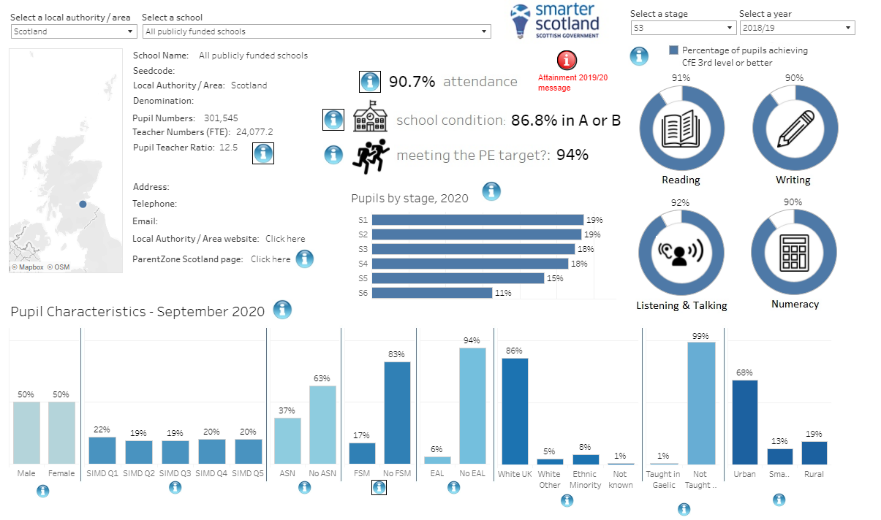 Select a local authority / area
Scotland
Select a school
All publicly funded schools
smarter
scotland
SCOTTISH GOVERNMENT
Select a stage
S3
Select a year
2018/19
School Name: All publicly funded schools
Seedcode:
Local Authority / Area: Scotland
Denomination:
Pupil Numbers: 301,545
Teacher Numbers (FTE): 24,077.2
Pupil Teacher Ratio: 12.5
Address:
Telephone:
Email:
Local Authority / Area website: Click here
ParentZone Scotland page: Click here
© Mapbox © OSM
90.7% attendance
Attainment 2019/20
message
school condition: 86.8% in A or B
meeting the PE target?: 94%
Pupils by stage, 2020
S1 19%
S2 19%
S3 18%
S4 18%
S5 15%
S6 11%
Percentage of pupils achieving
CfE 3rd level or better
91%
Reading
90%
Writing
92%
Listening & Talking
90%
Numeracy
Pupil Characteristics - September 2020
50% 50%
Male Female
22% 19% 19% 20% 20%
SIMD Q1 SIMD Q2 SIMD Q3 SIMD Q4 SIMD Q5
37% 63%
ASN No ASN
17% 83%
FSM No FSM
6% 94%
EAL No EAL
86% 5% 8% 1%
White UK White Other Ethnic Minority Not known
1% 99%
Taught in Gaelic Not Taught ..
68% 13% 19%
Urban Sma.. Rural